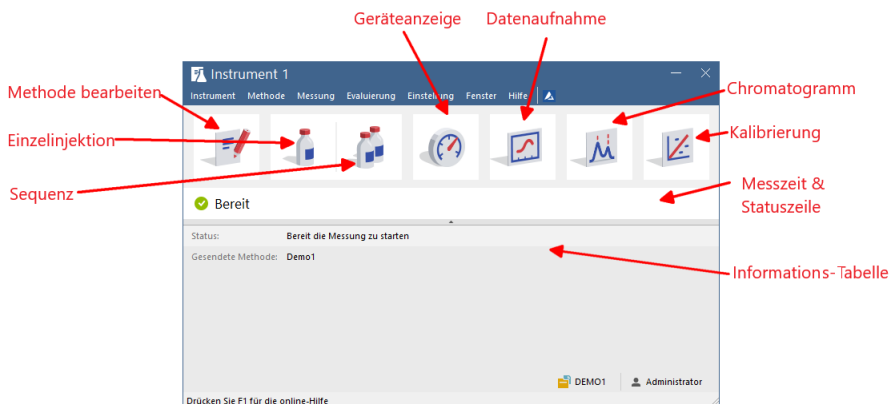 Geräteanzeige
Datenaufnahme
Instrument 1
Instrument Methode Messung Evaluierung Einstellung Fenster Hilfe
Methode bearbeiten
Chromatogramm
Einzelinjektion
Kalibrierung
Sequenz
Messzeit &
Statuszeile
Bereit
Status: Bereit die Messung zu starten
Gesendete Methode: Demo1
Informations-Tabelle
DEMO1 Administrator
Drücken Sie F1 für die online-Hilfe